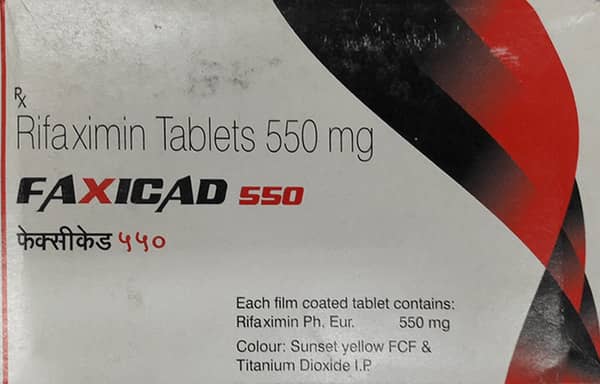 Rx
Rifaximin Tablets 550 mg
FAXICAD 550
फेक्सीकेड ५५०
Each film coated tablet contains:
Rifaximin Ph, Eur. 550 mg
Colour: Sunset yellow FCF &
Titanium Dioxide I.P.